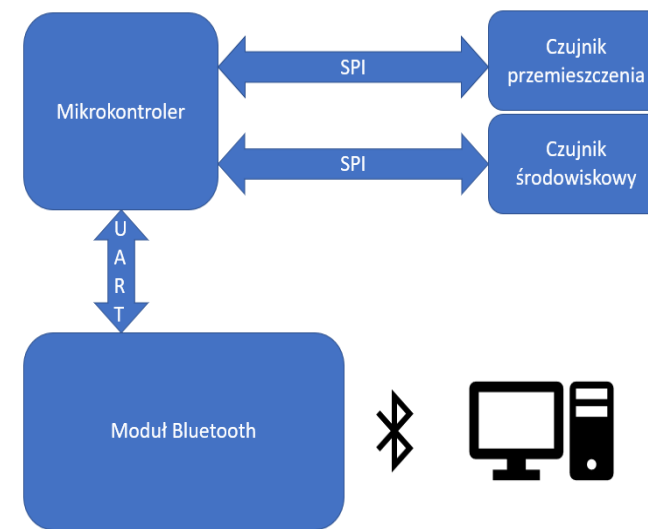 Mikrokontroler
SPI
Czujnik
przemieszczenia
SPI
Czujnik
środowiskowy
U
A
R
T
Moduł Bluetooth